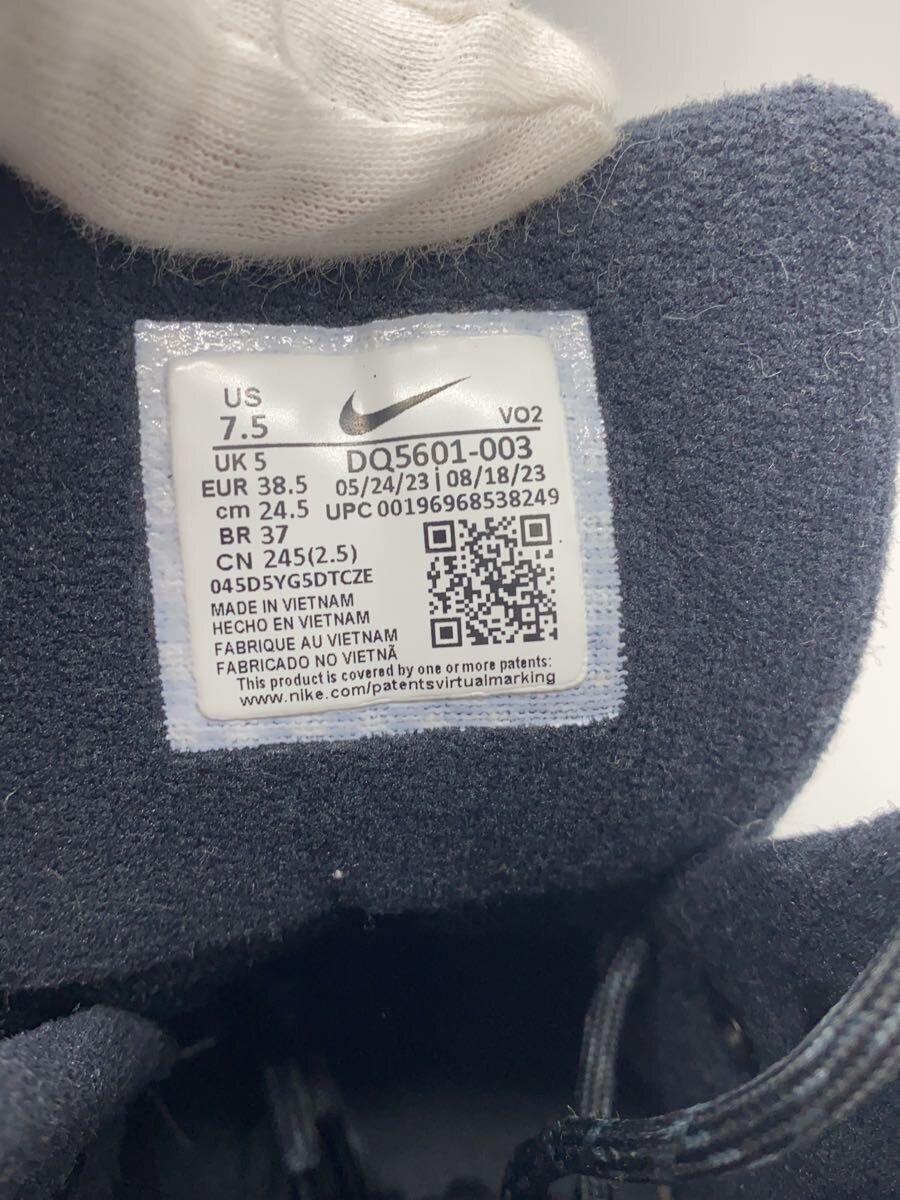 US
7.5
VO2
UK 5
DQ5601-003
EUR 38.5
05/24/23 | 08/18/23
cm 24.5
UPC 00196968538249
BR 37
CN 245(2.5)
045D5YG5DTCZE
MADE IN VIETNAM
HECHO EN VIETNAM
FABRIQUE AU VIETNAM
FABRICADO NO VIETNÃ
This product is covered by one or more patents:
www.nike.com/patentsvirtualmarking